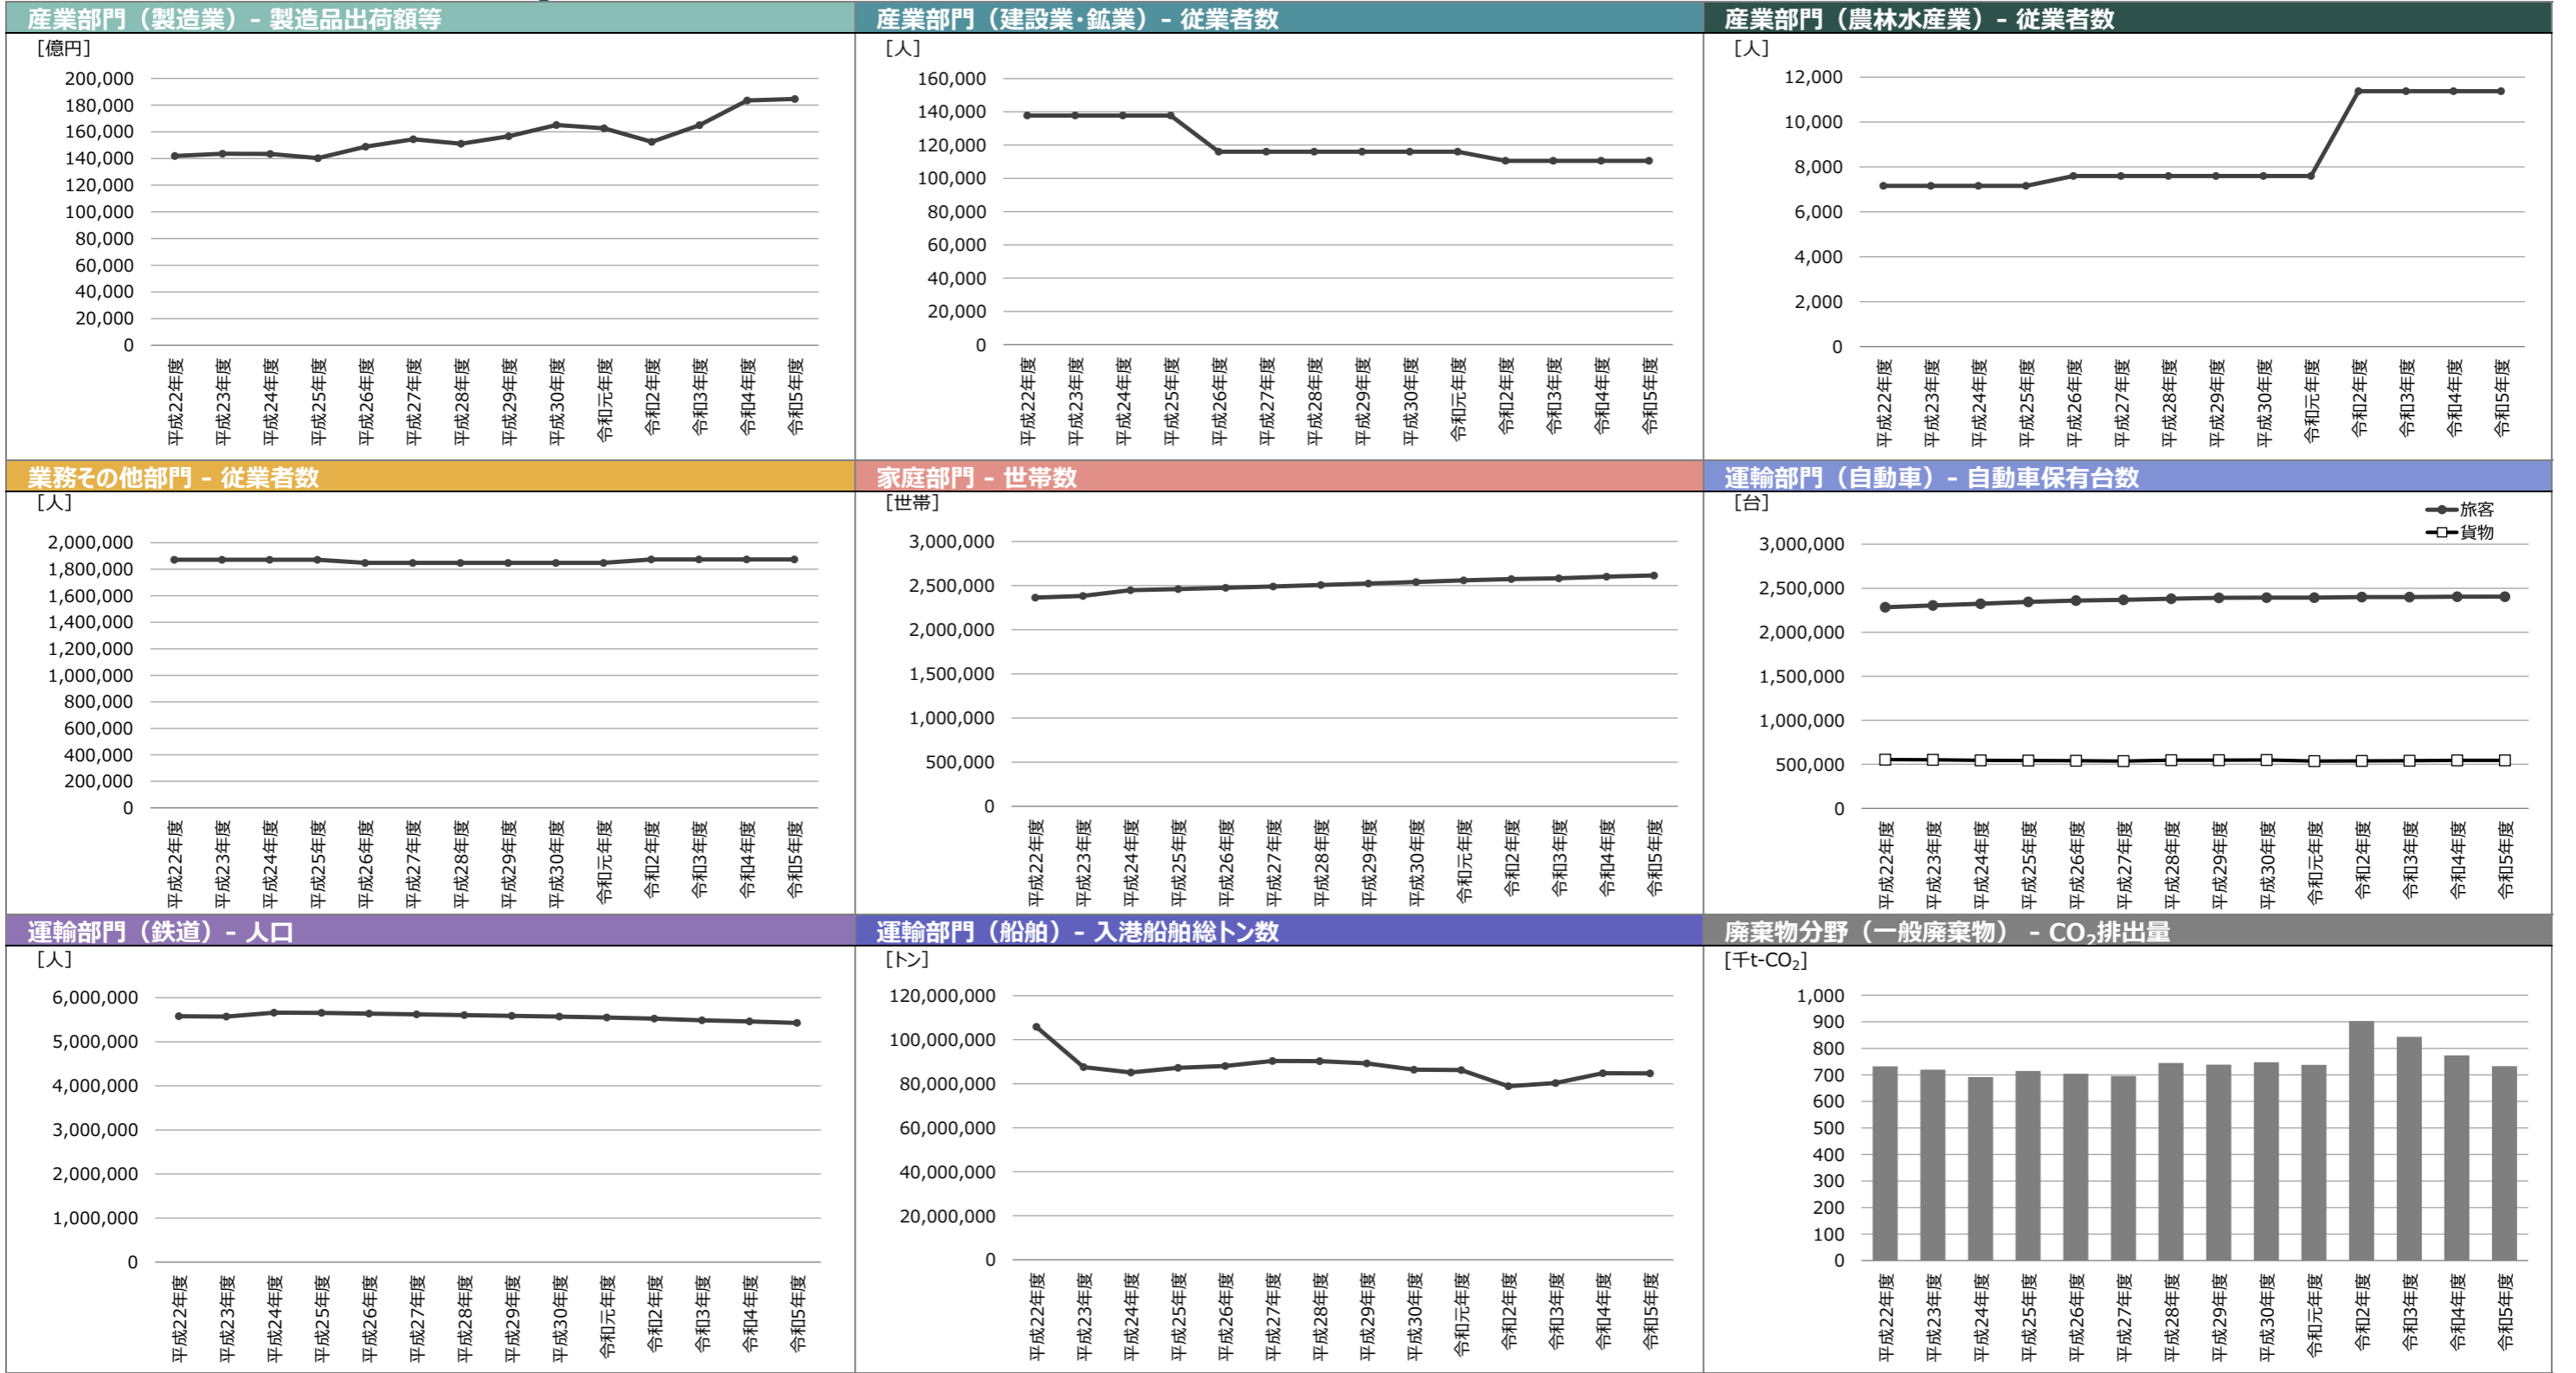 産業部門（製造業）- 製造品出荷額等
[億円]
200,000
180,000
160,000
140,000
120,000
100,000
80,000
60,000
40,000
20,000
0
平成22年度
平成23年度
平成24年度
平成25年度
平成26年度
平成27年度
平成28年度
平成29年度
平成30年度
令和元年度
令和2年度
令和3年度
令和4年度
令和5年度
産業部門（建設業・鉱業）- 従業者数
[人]
160,000
140,000
120,000
100,000
80,000
60,000
40,000
20,000
0
平成22年度
平成23年度
平成24年度
平成25年度
平成26年度
平成27年度
平成28年度
平成29年度
平成30年度
令和元年度
令和2年度
令和3年度
令和4年度
令和5年度
産業部門（農林水産業）- 従業者数
[人]
12,000
10,000
8,000
6,000
4,000
2,000
0
平成22年度
平成23年度
平成24年度
平成25年度
平成26年度
平成27年度
平成28年度
平成29年度
平成30年度
令和元年度
令和2年度
令和3年度
令和4年度
令和5年度
業務その他部門 - 従業者数
[人]
2,000,000
1,800,000
1,600,000
1,400,000
1,200,000
1,000,000
800,000
600,000
400,000
200,000
0
平成22年度
平成23年度
平成24年度
平成25年度
平成26年度
平成27年度
平成28年度
平成29年度
平成30年度
令和元年度
令和2年度
令和3年度
令和4年度
令和5年度
家庭部門 - 世帯数
[世帯]
3,000,000
2,500,000
2,000,000
1,500,000
1,000,000
500,000
0
平成22年度
平成23年度
平成24年度
平成25年度
平成26年度
平成27年度
平成28年度
平成29年度
平成30年度
令和元年度
令和2年度
令和3年度
令和4年度
令和5年度
運輸部門（自動車）- 自動車保有台数
[台]
旅客
貨物
3,000,000
2,500,000
2,000,000
1,500,000
1,000,000
500,000
0
平成22年度
平成23年度
平成24年度
平成25年度
平成26年度
平成27年度
平成28年度
平成29年度
平成30年度
令和元年度
令和2年度
令和3年度
令和4年度
令和5年度
運輸部門（鉄道）- 人口
[人]
6,000,000
5,000,000
4,000,000
3,000,000
2,000,000
1,000,000
0
平成22年度
平成23年度
平成24年度
平成25年度
平成26年度
平成27年度
平成28年度
平成29年度
平成30年度
令和元年度
令和2年度
令和3年度
令和4年度
令和5年度
運輸部門（船舶）- 入港船舶総トン数
[トン]
120,000,000
100,000,000
80,000,000
60,000,000
40,000,000
20,000,000
0
平成22年度
平成23年度
平成24年度
平成25年度
平成26年度
平成27年度
平成28年度
平成29年度
平成30年度
令和元年度
令和2年度
令和3年度
令和4年度
令和5年度
廃棄物分野（一般廃棄物） - CO₂排出量
[千t-CO₂]
1,000
900
800
700
600
500
400
300
200
100
0
平成22年度
平成23年度
平成24年度
平成25年度
平成26年度
平成27年度
平成28年度
平成29年度
平成30年度
令和元年度
令和2年度
令和3年度
令和4年度
令和5年度